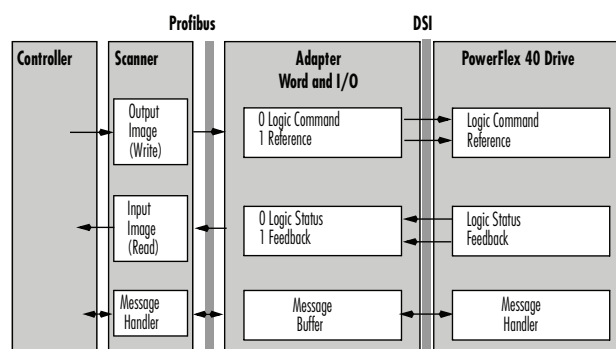 Profibus
DSI
Controller
Scanner
Adapter
Word and I/O
PowerFlex 40 Drive
Output
Image
(Write)
0 Logic Command
1 Reference
Logic Command
Reference
Input
Image
(Read)
0 Logic Status
1 Feedback
Logic Status
Feedback
Message
Handler
Message
Buffer
Message
Handler